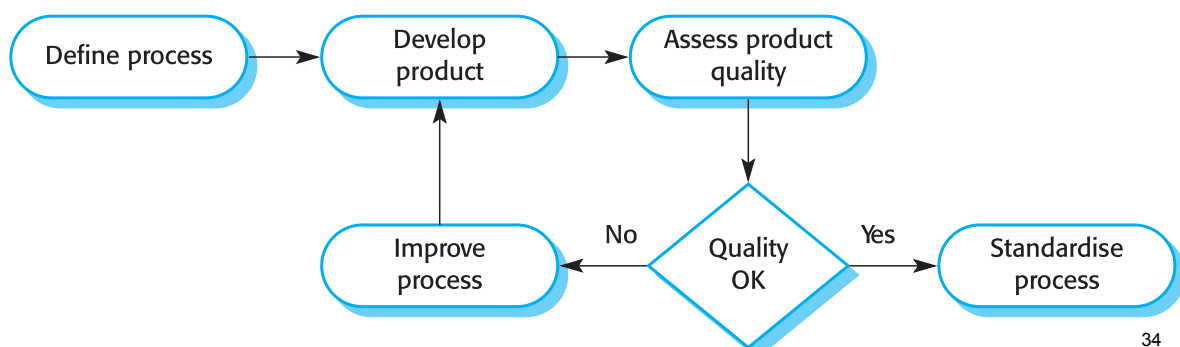 Define process
Develop
product
Assess product
quality
Improve
process
No
Quality
OK
Yes
Standardise
process
34